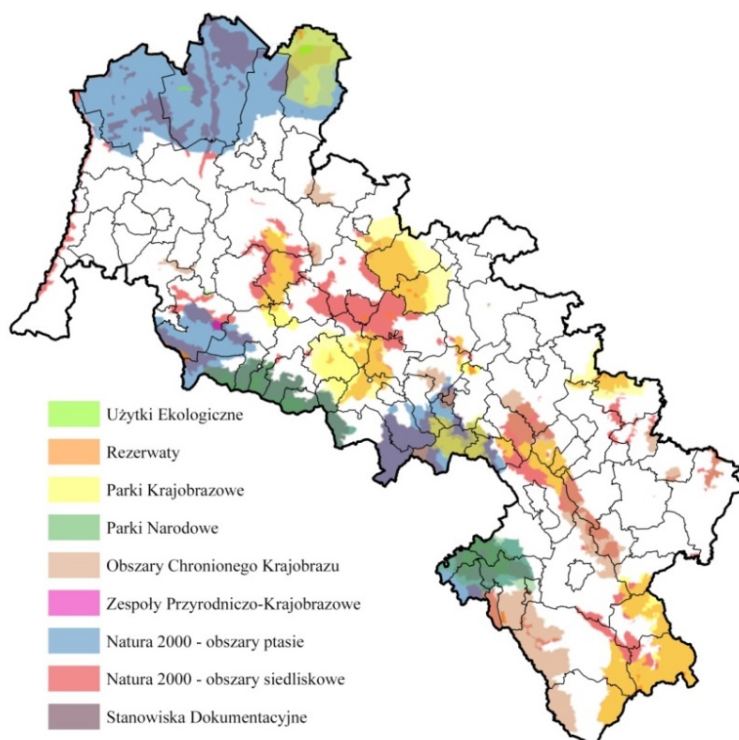 Użytki Ekologiczne
Rezerwaty
Parki Krajobrazowe
Parki Narodowe
Obszary Chronionego Krajobrazu
Zespoły Przyrodniczo-Krajobrazowe
Natura 2000 - obszary ptasie
Natura 2000 - obszary siedliskowe
Stanowiska Dokumentacyjne